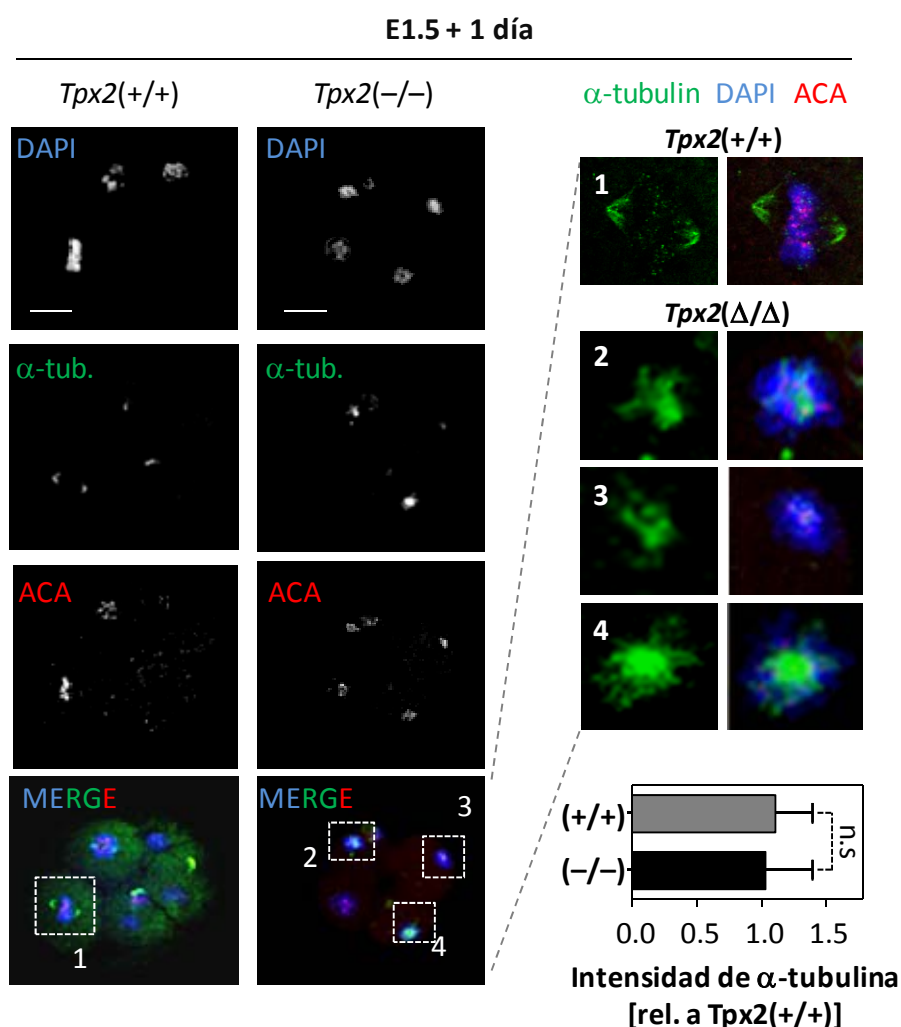 E1.5 + 1 día
Tpx2(+/+)
Tpx2(−/−)
α-tubulin DAPI ACA
DAPI
DAPI
Tpx2(+/+)
1
Tpx2(Δ/Δ)
α-tub.
α-tub.
2
3
ACA
ACA
4
MERGE
1
MERGE
2
3
4
(+/+)
(−/−)
n.s
0.0 0.5 1.0 1.5
Intensidad de α-tubulina
[rel. a Tpx2(+/+)]